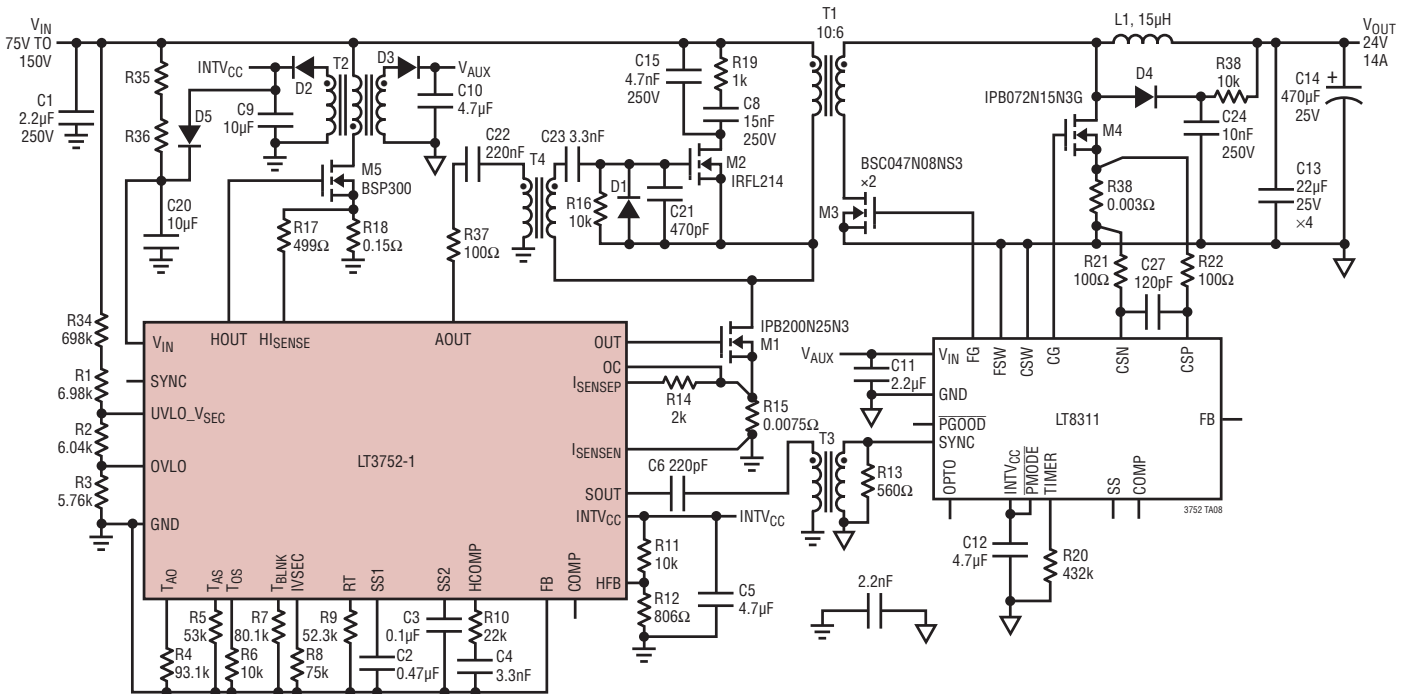 VIN
75V TO
150V
C1
2.2µF
250V
R35
R36
INTVCC
D2
T2
D3
VAUX
C10
4.7µF
D5
C9
10µF
C20
10µF
M5
BSP300
R17
499Ω
R18
0.15Ω
C22
220nF
T4
C23 3.3nF
R37
100Ω
R16
10k
D1
C21
470pF
C15
4.7nF
250V
R19
1k
C8
15nF
250V
M2
IRFL214
T1
10:6
L1, 15µH
VOUT
24V
14A
IPB072N15N3G
D4
R38
10k
C14
470µF
25V
+
M4
C24
10nF
250V
BSC047N08NS3
×2
M3
R38
0.003Ω
C13
22µF
25V
×4
R21
100Ω
C27
120pF
R22
100Ω
R34
698k
R1
6.98k
R2
6.04k
R3
5.76k
HOUT
HISENSE
AOUT
VIN
SYNC
UVLO_VSEC
OVLO
GND
LT3752-1
OUT
OC
ISENSEP
ISENSEN
SOUT
INTVCC
HFB
TAO
TAS
TOS
TBLNK
IVSEC
RT
SS1
SS2
HCOMP
FB
COMP
IPB200N25N3
M1
R14
2k
R15
0.0075Ω
C6 220pF
T3
R13
560Ω
INTVCC
R11
10k
R12
806Ω
C5
4.7µF
VAUX
C11
2.2µF
VIN
FG
FSW
CSW
CG
CSN
CSP
GND
PGOOD
SYNC
LT8311
FB
OPTO
INTVCC
PMODE
TIMER
SS
COMP
3752 TA08
C12
4.7µF
R20
432k
2.2nF
R5
53k
R4
93.1k
R7
80.1k
R6
10k
R9
52.3k
R8
75k
C3
0.1µF
C2
0.47µF
R10
22k
C4
3.3nF